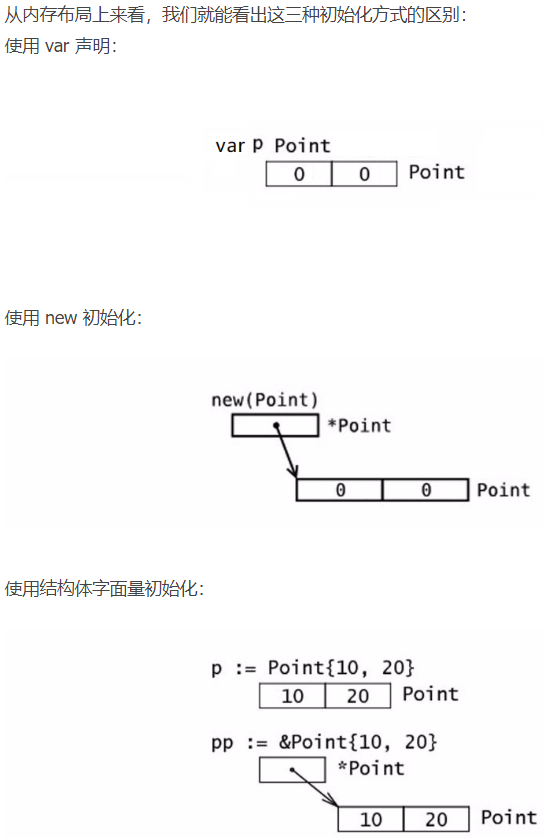 从内存布局上来看，我们就能看出这三种初始化方式的区别：
使用 var 声明：
var p Point
0 0 Point
使用 new 初始化：
new(Point)
*Point
0 0 Point
使用结构体字面量初始化：
p := Point{10, 20}
10 20 Point
pp := &Point{10, 20}
*Point
10 20 Point